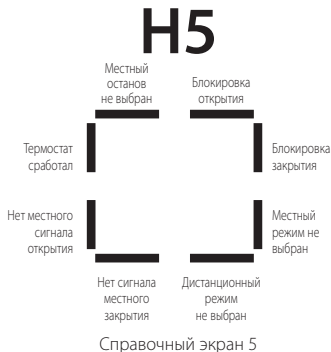 H5
Местный
останов
не выбран
Блокировка
открытия
Термостат
сработал
Блокировка
закрытия
Нет местного
сигнала
открытия
Местный
режим не
выбран
Нет сигнала
местного
закрытия
Дистанционный
режим
не выбран
Справочный экран 5